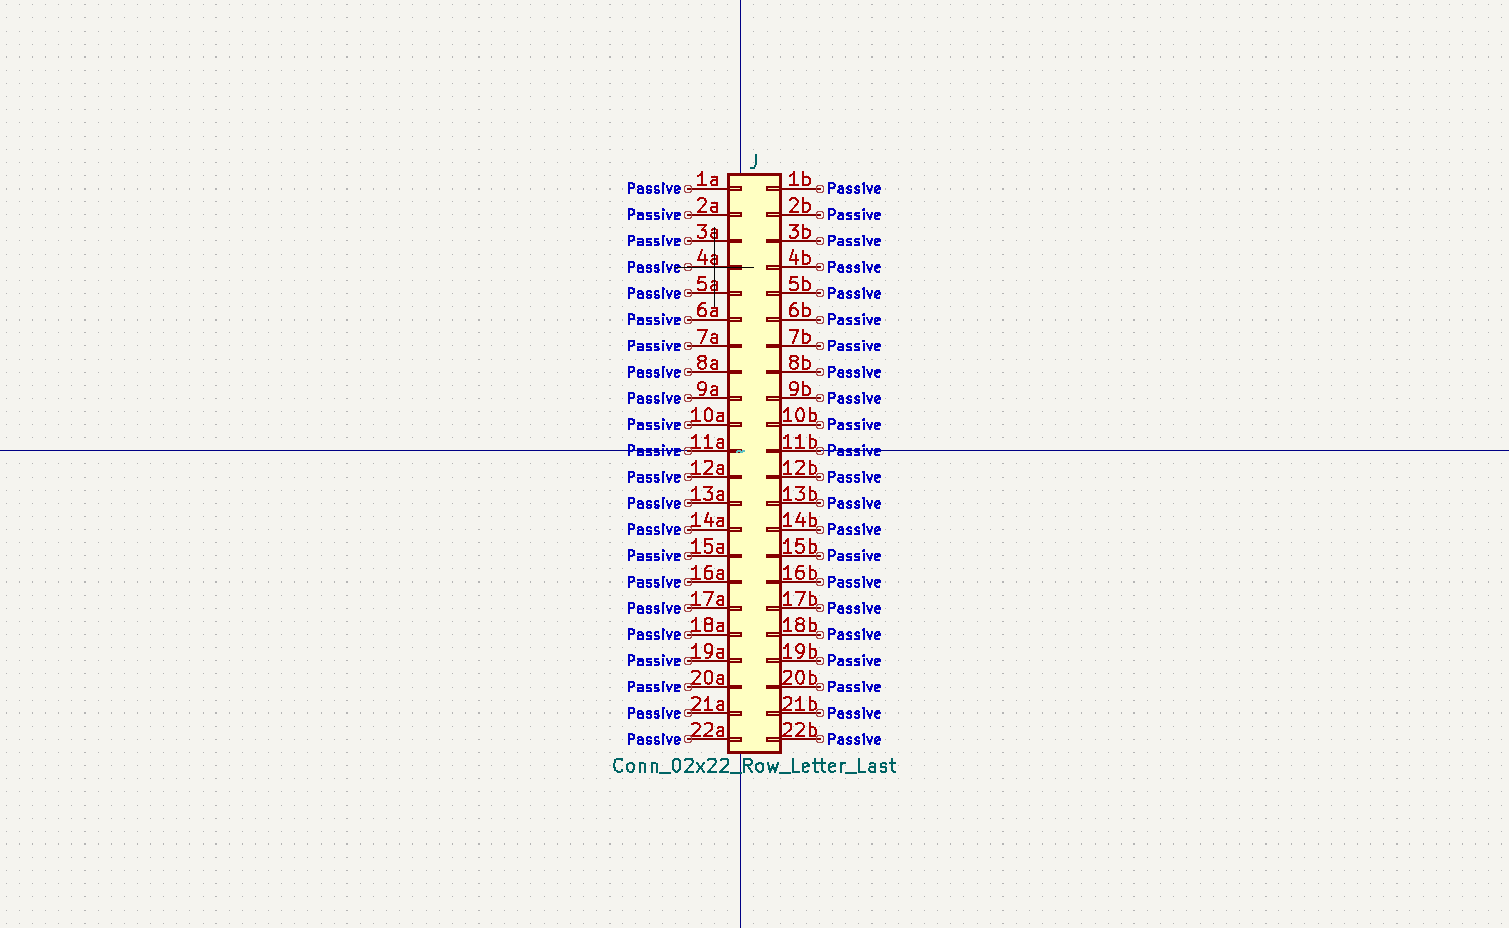 J
Passive 1a 1b Passive
Passive 2a 2b Passive
Passive 3a 3b Passive
Passive 4a 4b Passive
Passive 5a 5b Passive
Passive 6a 6b Passive
Passive 7a 7b Passive
Passive 8a 8b Passive
Passive 9a 9b Passive
Passive 10a 10b Passive
Passive 11a 11b Passive
Passive 12a 12b Passive
Passive 13a 13b Passive
Passive 14a 14b Passive
Passive 15a 15b Passive
Passive 16a 16b Passive
Passive 17a 17b Passive
Passive 18a 18b Passive
Passive 19a 19b Passive
Passive 20a 20b Passive
Passive 21a 21b Passive
Passive 22a 22b Passive
Conn_02x22_Row_Letter_Last